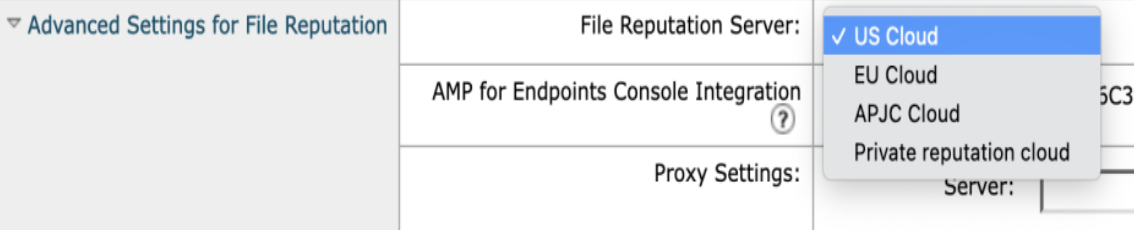 Advanced Settings for File Reputation
File Reputation Server:
✓ US Cloud
EU Cloud
APJC Cloud
Private reputation cloud
AMP for Endpoints Console Integration
?
6C3
Proxy Settings:
Server: